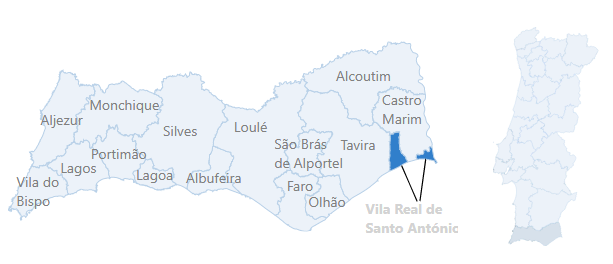 Alcoutim
Castro
Marim
Monchique
Aljezur
Silves
Loulé
São Brás
de Alportel
Tavira
Portimão
Lagos
Lagoa
Albufeira
Faro
Olhão
Vila do
Bispo
Vila Real de
Santo Antónic